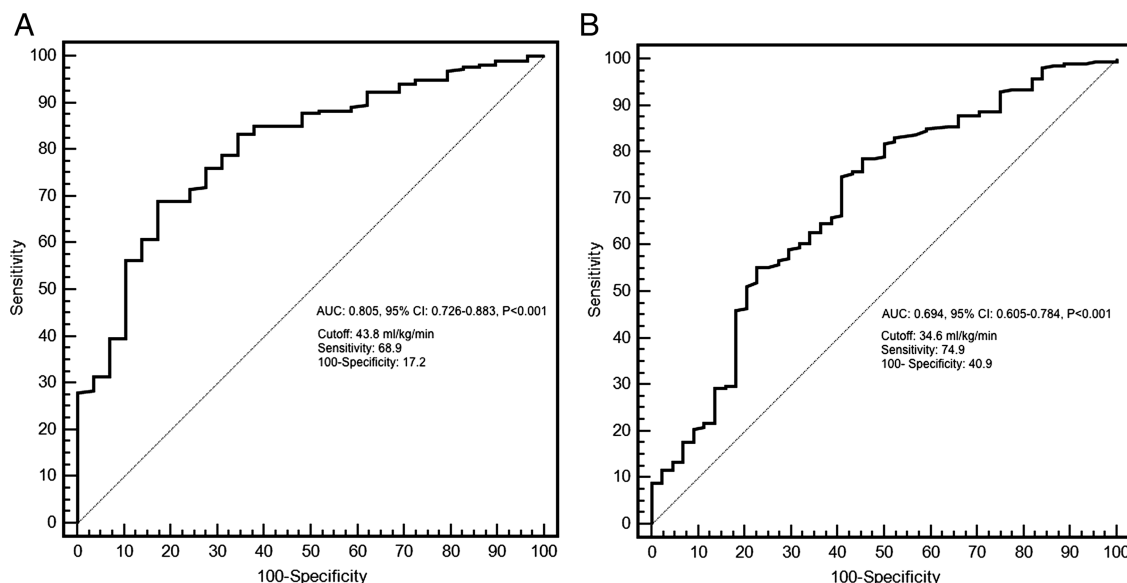 A
100
90
80
70
60
50
40
30
20
10
0
Sensitivity
AUC: 0.805, 95% CI: 0.726-0.883, P<0.001
Cutoff: 43.8 ml/kg/min
Sensitivity: 68.9
100-Specificity: 17.2
0 10 20 30 40 50 60 70 80 90 100
100-Specificity
B
100
90
80
70
60
50
40
30
20
10
0
Sensitivity
AUC: 0.694, 95% CI: 0.605-0.784, P<0.001
Cutoff: 34.6 ml/kg/min
Sensitivity: 74.9
100- Specificity: 40.9
0 10 20 30 40 50 60 70 80 90 100
100-Specificity